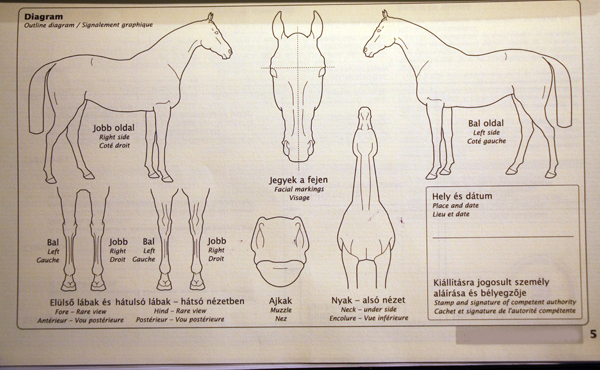 Diagram
Outline diagram / Signalement graphique
Jobb oldal
Right side
Coté droit
Jegyek a fejen
Facial markings
Visage
Bal oldal
Left side
Coté gauche
Bal
Left
Gauche
Jobb
Right
Droit
Bal
Left
Gauche
Jobb
Right
Droit
Elülső lábak és hátulsó lábak – hátsó nézetben
Fore – Rare view
Antérieur – Vou postérieure
Hind – Rare view
Postérieur – Vou postérieure
Ajkak
Muzzle
Nez
Nyak – alsó nézet
Neck – under side
Encolure – Vue inférieure
Hely és dátum
Place and date
Lieu et date
Kiállításra jogosult személy
aláírása és bélyegzője
Stamp and signature of competent authority
Cachet et signature de l'autorité compétente
5